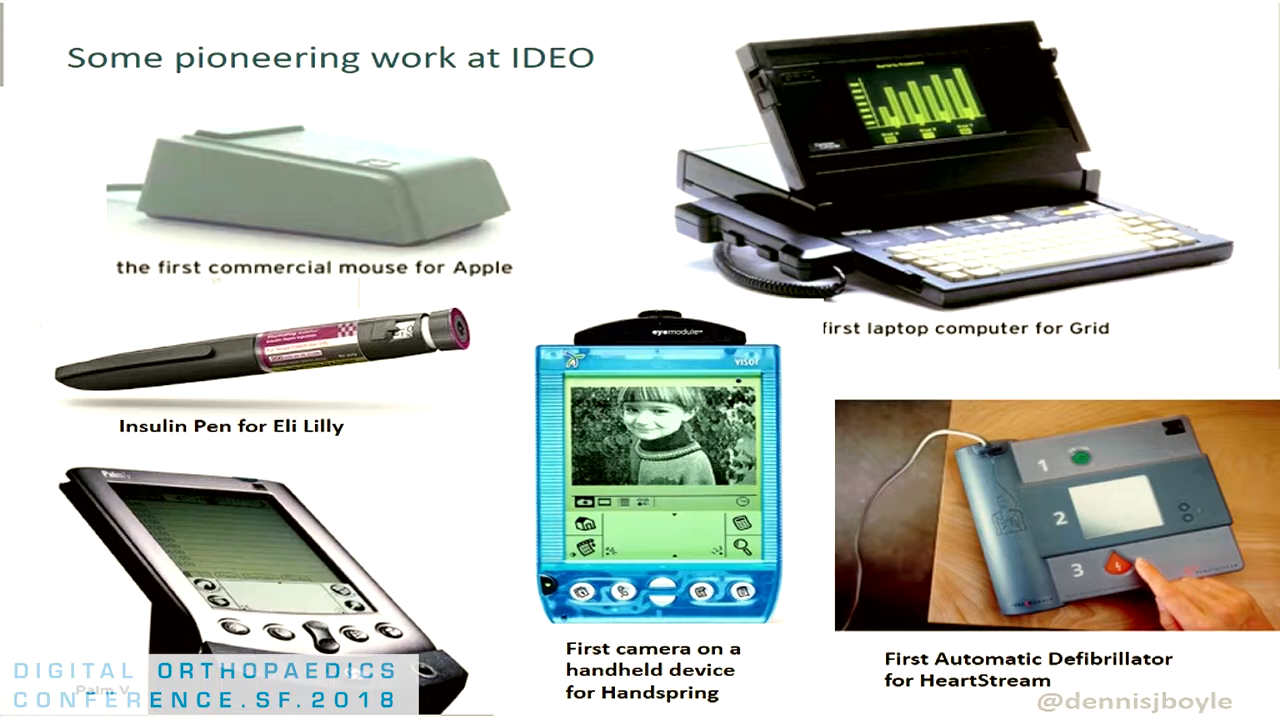 Some pioneering work at IDEO
the first commercial mouse for Apple
first laptop computer for Grid
Insulin Pen for Eli Lilly
eyemodule™
VISOR
Palm
1
2
3
First camera on a
handheld device
for Handspring
First Automatic Defibrillator
for HeartStream
DIGITAL ORTHOPAEDICS
CONFERENCE.SF.2018
Palm V
@dennisjboyle